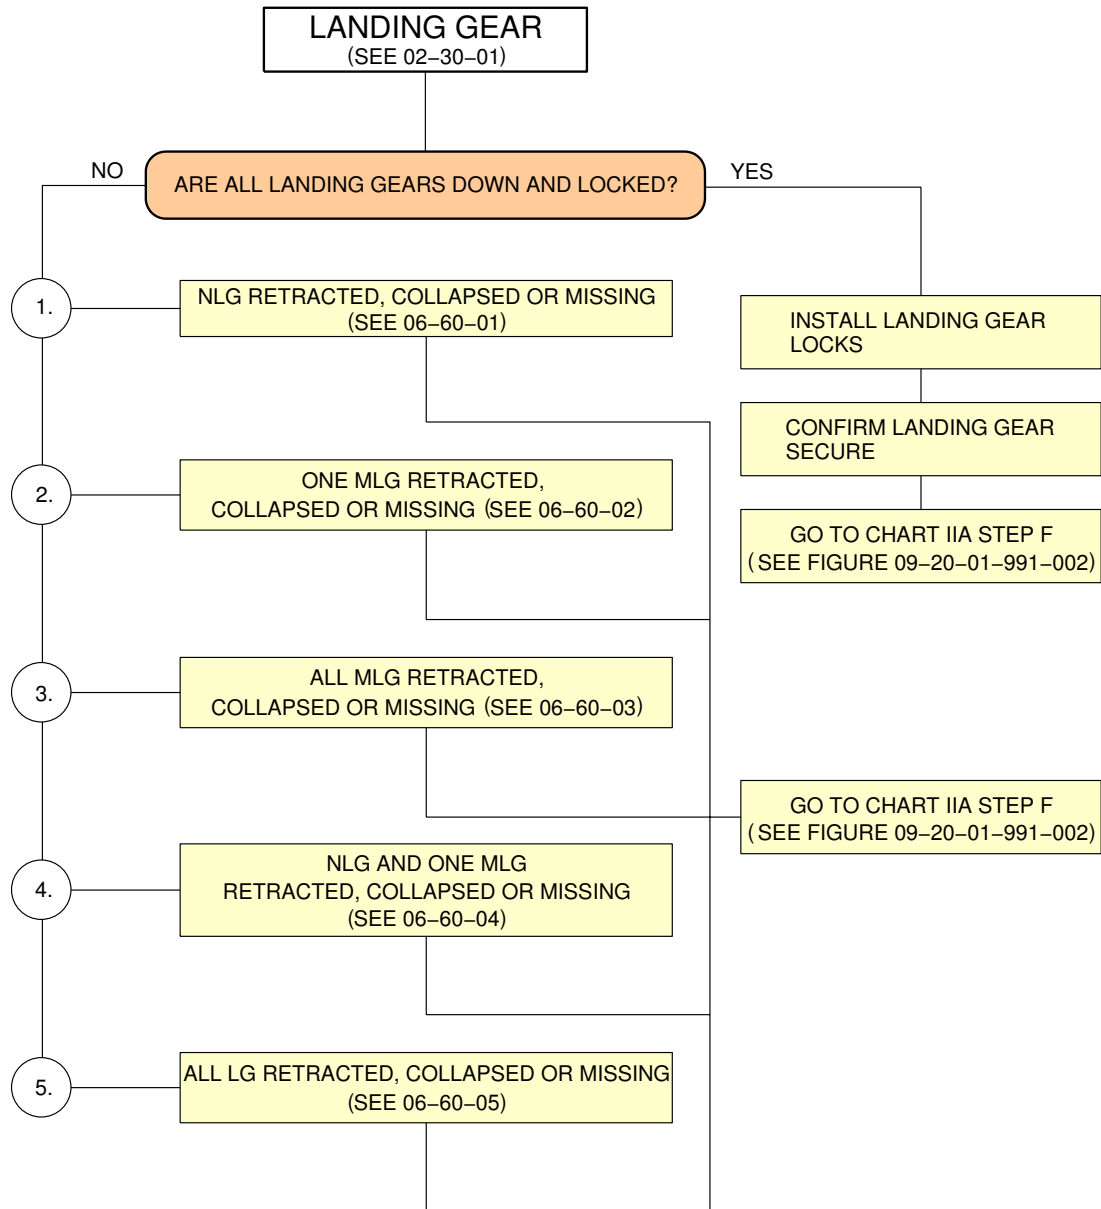 LANDING GEAR
(SEE 02−30−01)
NO
ARE ALL LANDING GEARS DOWN AND LOCKED?
YES
1.
NLG RETRACTED, COLLAPSED OR MISSING
(SEE 06−60−01)
INSTALL LANDING GEAR
LOCKS
CONFIRM LANDING GEAR
SECURE
2.
ONE MLG RETRACTED,
COLLAPSED OR MISSING (SEE 06−60−02)
GO TO CHART IIA STEP F
(SEE FIGURE 09−20−01−991−002)
3.
ALL MLG RETRACTED,
COLLAPSED OR MISSING (SEE 06−60−03)
GO TO CHART IIA STEP F
(SEE FIGURE 09−20−01−991−002)
4.
NLG AND ONE MLG
RETRACTED, COLLAPSED OR MISSING
(SEE 06−60−04)
5.
ALL LG RETRACTED, COLLAPSED OR MISSING
(SEE 06−60−05)